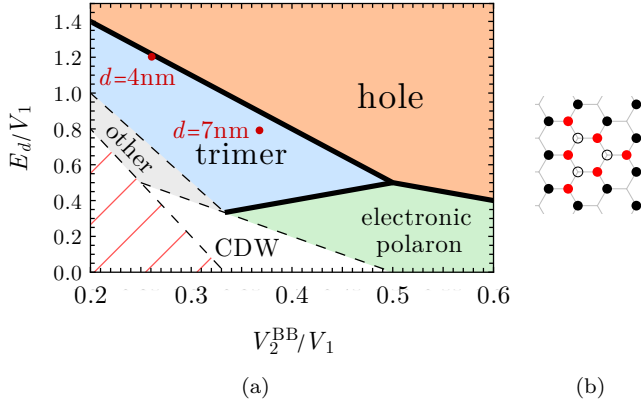 1.4
1.2
1.0
0.8
0.6
0.4
0.2
0.0
E_d/V_1
d=4nm
hole
d=7nm
other
trimer
electronic
polaron
CDW
0.2 0.3 0.4 0.5 0.6
V_2^BB/V_1
(a) (b)